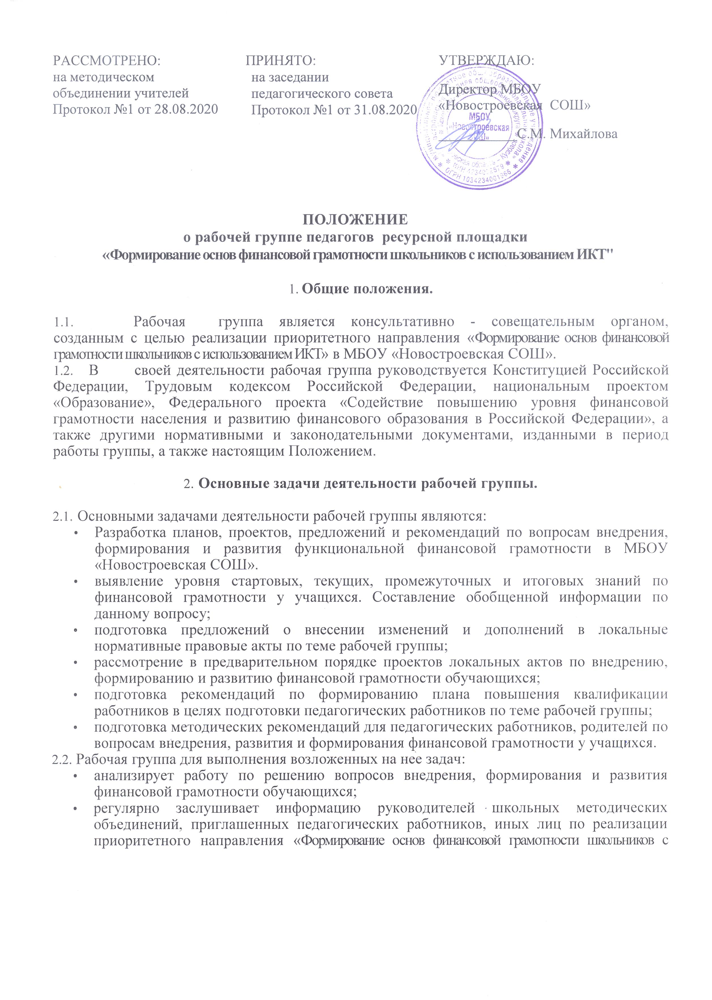 РАССМОТРЕНО:
на методическом
объединении учителей
Протокол №1 от 28.08.2020
ПРИНЯТО:
на заседании
педагогического совета
Протокол №1 от 31.08.2020
УТВЕРЖДАЮ:
Директор МБОУ
«Новостроевская СОШ»
С.М. Михайлова
МБОУ
«Новостроевская
СОШ»
ПОЛОЖЕНИЕ
о рабочей группе педагогов ресурсной площадки
«Формирование основ финансовой грамотности школьников с использованием ИКТ"
1. Общие положения.
1.1. Рабочая группа является консультативно - совещательным органом,
созданным с целью реализации приоритетного направления «Формирование основ финансовой
грамотности школьников с использованием ИКТ» в МБОУ «Новостроевская СОШ».
1.2. В своей деятельности рабочая группа руководствуется Конституцией Российской
Федерации, Трудовым кодексом Российской Федерации, национальным проектом
«Образование», Федерального проекта «Содействие повышению уровня финансовой
грамотности населения и развитию финансового образования в Российской Федерации», а
также другими нормативными и законодательными документами, изданными в период
работы группы, а также настоящим Положением.
2. Основные задачи деятельности рабочей группы.
2.1. Основными задачами деятельности рабочей группы являются:
• Разработка планов, проектов, предложений и рекомендаций по вопросам внедрения,
формирования и развития функциональной финансовой грамотности в МБОУ
«Новостроевская СОШ».
• выявление уровня стартовых, текущих, промежуточных и итоговых знаний по
финансовой грамотности у учащихся. Составление обобщенной информации по
данному вопросу;
• подготовка предложений о внесении изменений и дополнений в локальные
нормативные правовые акты по теме рабочей группы;
• рассмотрение в предварительном порядке проектов локальных актов по внедрению,
формированию и развитию финансовой грамотности обучающихся;
• подготовка рекомендаций по формированию плана повышения квалификации
работников в целях подготовки педагогических работников по теме рабочей группы;
• подготовка методических рекомендаций для педагогических работников, родителей по
вопросам внедрения, развития и формирования финансовой грамотности у учащихся.
2.2. Рабочая группа для выполнения возложенных на нее задач:
• анализирует работу по решению вопросов внедрения, формирования и развития
финансовой грамотности обучающихся;
• регулярно заслушивает информацию руководителей школьных методических
объединений, приглашенных педагогических работников, иных лиц по реализации
приоритетного направления «Формирование основ финансовой грамотности школьников с